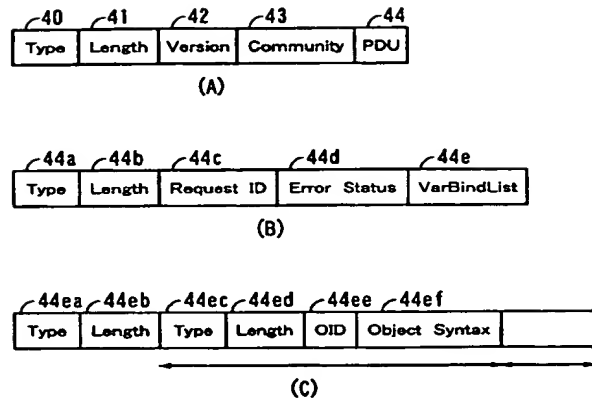 40 41 42 43 44
Type Length Version Community PDU
(A)
44a 44b 44c 44d 44e
Type Length Request ID Error Status VarBindList
(B)
44ea 44eb 44ec 44ed 44ee 44ef
Type Length Type Length OID Object Syntax
(C)